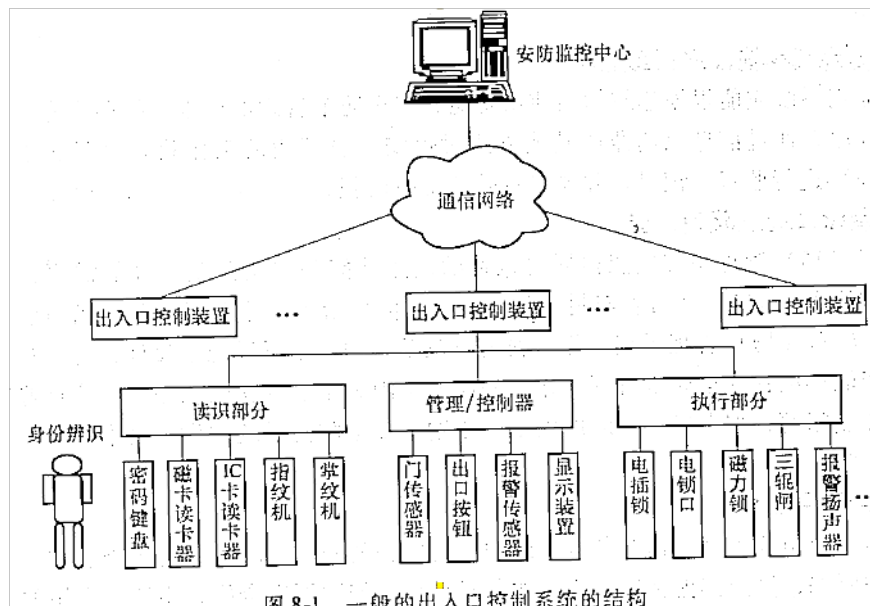 安防监控中心
通信网络
出入口控制装置
…
出入口控制装置
…
出入口控制装置
读识部分
管理/控制器
执行部分
身份辨识
密码键盘
磁卡读卡器
IC卡读卡器
指纹机
掌纹机
门传感器
出口按钮
报警传感器
显示装置
电插锁
电锁口
磁力锁
三辊闸
报警扬声器
…
图 8-1 一般的出入口控制系统的结构